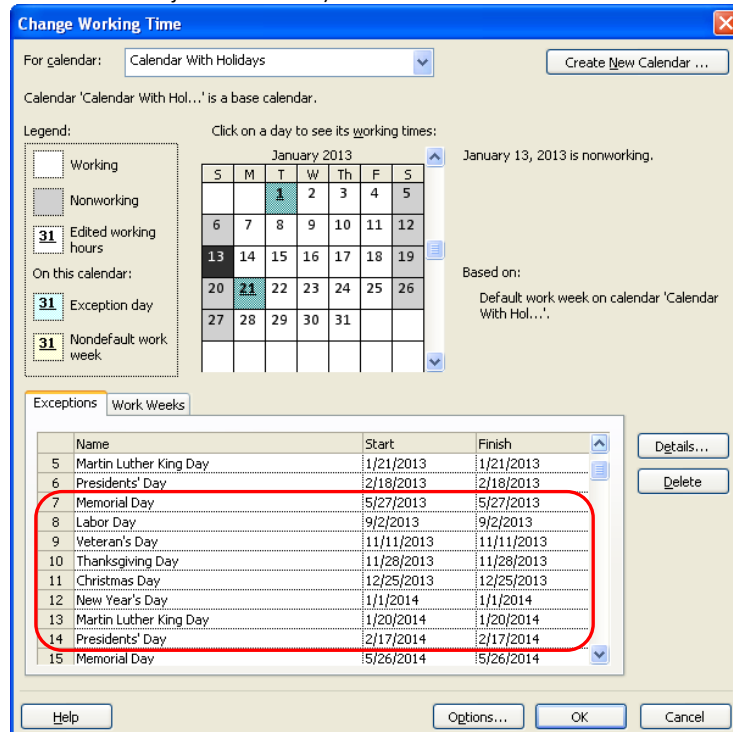 Change Working Time
For calendar: Calendar With Holidays Create New Calendar ...
Calendar 'Calendar With Hol...' is a base calendar.
Legend:
Working
Nonworking
31 Edited working hours
On this calendar:
31 Exception day
31 Nondefault work week
Click on a day to see its working times:
January 2013
S M T W Th F S
1 2 3 4 5
6 7 8 9 10 11 12
13 14 15 16 17 18 19
20 21 22 23 24 25 26
27 28 29 30 31
January 13, 2013 is nonworking.
Based on:
Default work week on calendar 'Calendar
With Hol...'.
Exceptions Work Weeks
Name Start Finish
5 Martin Luther King Day 1/21/2013 1/21/2013
6 Presidents' Day 2/18/2013 2/18/2013
7 Memorial Day 5/27/2013 5/27/2013
8 Labor Day 9/2/2013 9/2/2013
9 Veteran's Day 11/11/2013 11/11/2013
10 Thanksgiving Day 11/28/2013 11/28/2013
11 Christmas Day 12/25/2013 12/25/2013
12 New Year's Day 1/1/2014 1/1/2014
13 Martin Luther King Day 1/20/2014 1/20/2014
14 Presidents' Day 2/17/2014 2/17/2014
15 Memorial Day 5/26/2014 5/26/2014
Details...
Delete
Help Options... OK Cancel